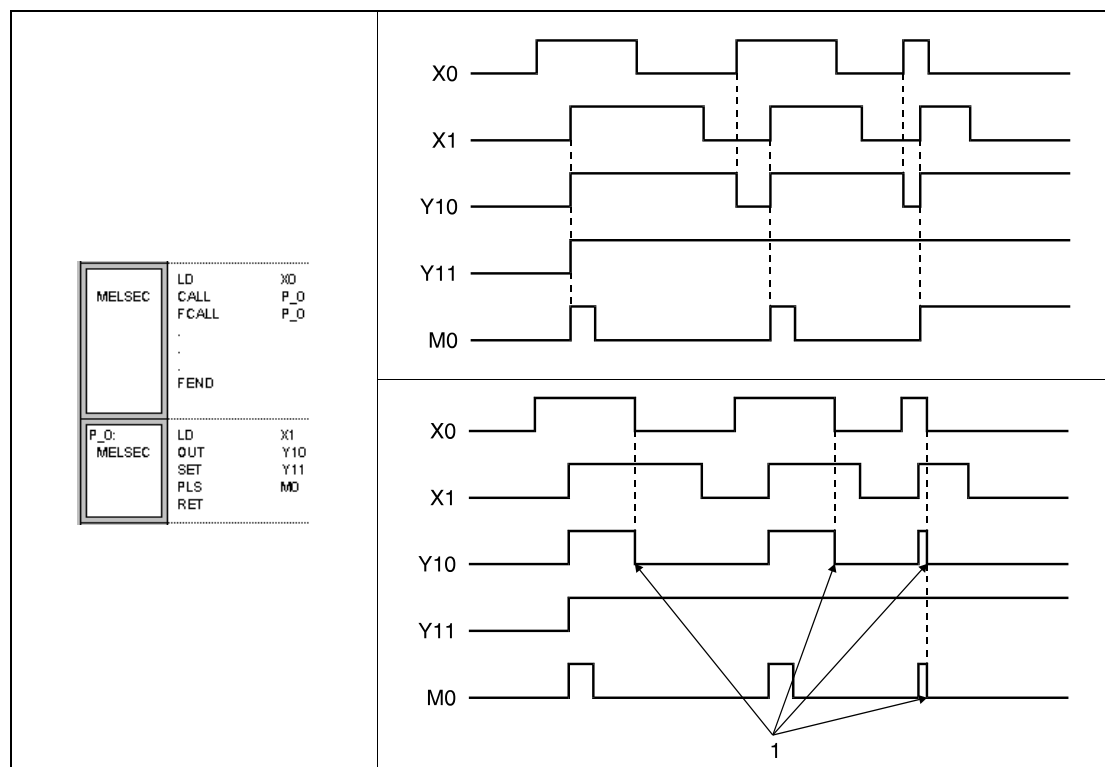 MELSEC
LD X0
CALL P_0
FCALL P_0
.
.
.
FEND
P_0:
MELSEC
LD X1
OUT Y10
SET Y11
PLS M0
RET
X0
X1
Y10
Y11
M0
X0
X1
Y10
Y11
M0
1